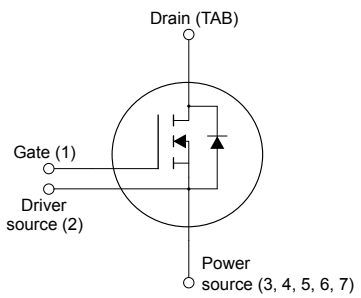 Drain (TAB)
Gate (1)
Driver
source (2)
Power
source (3, 4, 5, 6, 7)